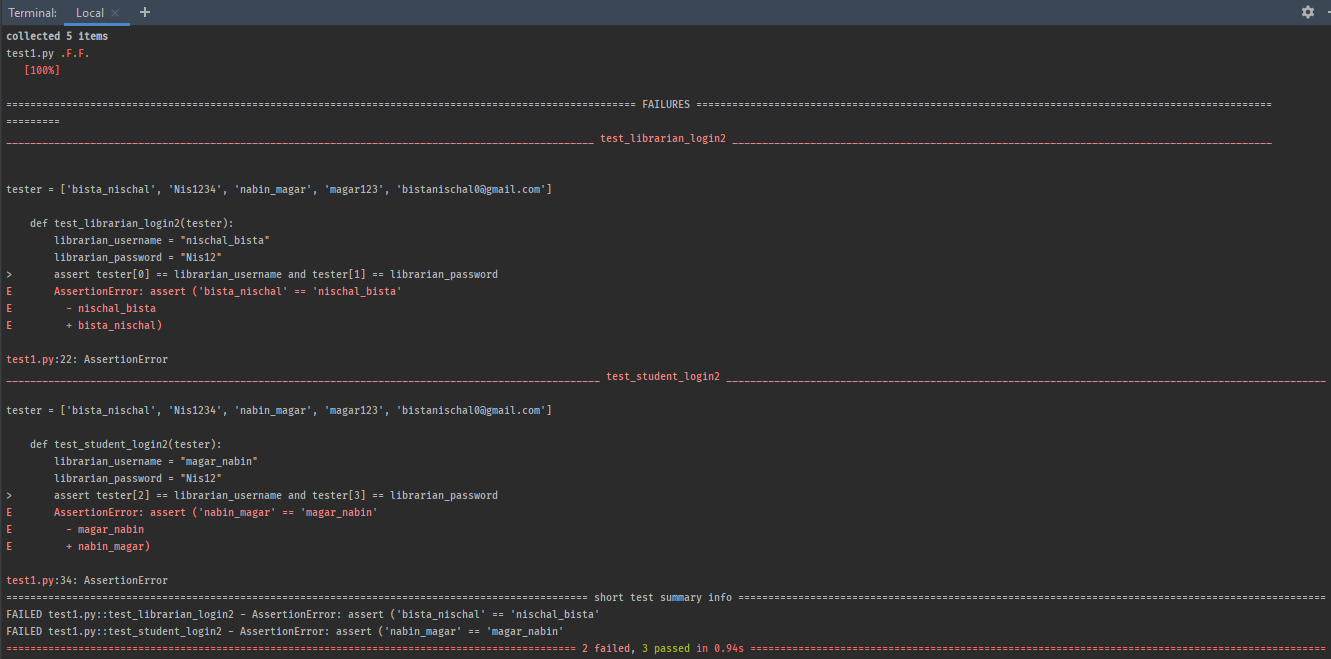 Terminal: Local × +
collected 5 items
test1.py .F.F.
[100%]
============================================================================================================ FAILURES ============================================================================================================
=========
______________________________________________________________________________________________________ test_librarian_login2 ______________________________________________________________________________________________________
tester = ['bista_nischal', 'Nis1234', 'nabin_magar', 'magar123', 'bistanischal0@gmail.com']
def test_librarian_login2(tester):
librarian_username = "nischal_bista"
librarian_password = "Nis12"
> assert tester[0] == librarian_username and tester[1] == librarian_password
E AssertionError: assert ('bista_nischal' == 'nischal_bista'
E - nischal_bista
E + bista_nischal)
test1.py:22: AssertionError
______________________________________________________________________________________________________ test_student_login2 ______________________________________________________________________________________________________
tester = ['bista_nischal', 'Nis1234', 'nabin_magar', 'magar123', 'bistanischal0@gmail.com']
def test_student_login2(tester):
librarian_username = "magar_nabin"
librarian_password = "Nis12"
> assert tester[2] == librarian_username and tester[3] == librarian_password
E AssertionError: assert ('nabin_magar' == 'magar_nabin'
E - magar_nabin
E + nabin_magar)
test1.py:34: AssertionError
================================================================================================= short test summary info =================================================================================================
FAILED test1.py::test_librarian_login2 - AssertionError: assert ('bista_nischal' == 'nischal_bista'
FAILED test1.py::test_student_login2 - AssertionError: assert ('nabin_magar' == 'magar_nabin'
=============================================================================================== 2 failed, 3 passed in 0.94s ===============================================================================================